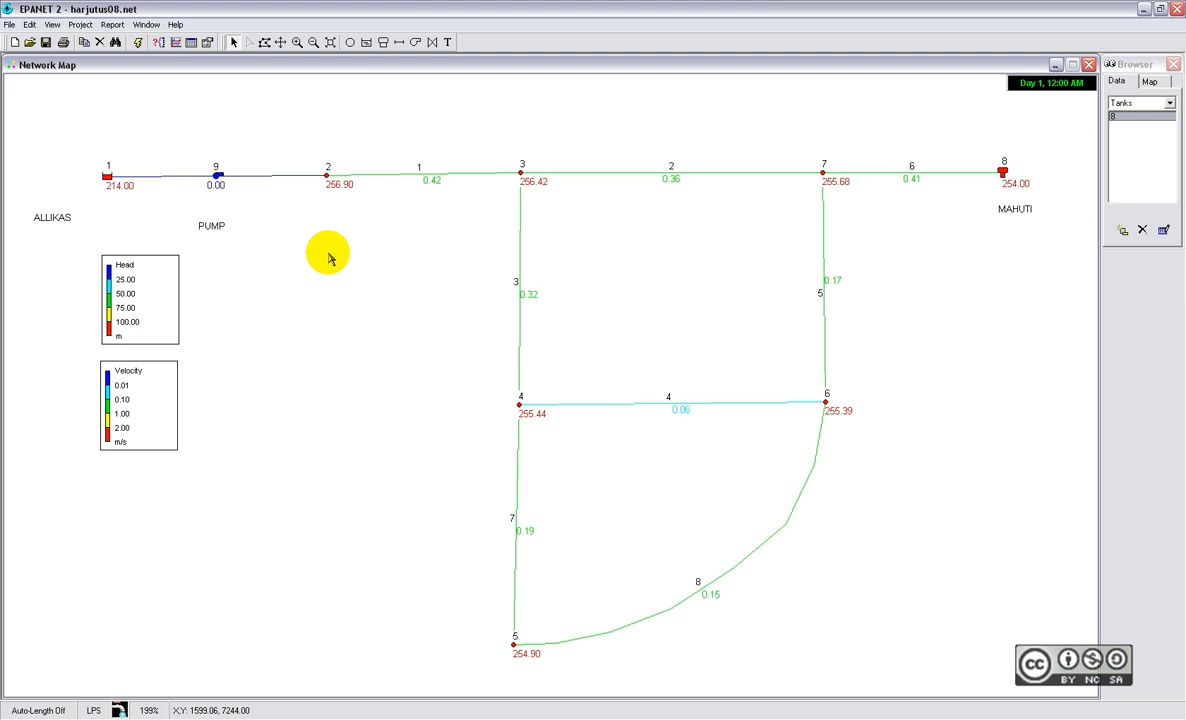 EPANET 2 - harjutus08.net
File Edit View Project Report Window Help
T
Network Map
Browser
Data Map
Tanks
8
Day 1, 12:00 AM
1 9 2 1 3 2 7 6 8
214.00 0.00 256.90 0.42 256.42 0.36 255.68 0.41 254.00
ALLIKAS PUMP MAHUTI
Head
25.00
50.00
75.00
100.00
m
3
0.32
0.17
5
Velocity
0.01
0.10
1.00
2.00
m/s
4 4 6
255.44 0.06 255.39
7
0.19
8
0.15
5
254.90
cc
BY NC SA
Auto-Length Off LPS 199% X,Y: 1599.06, 7244.00